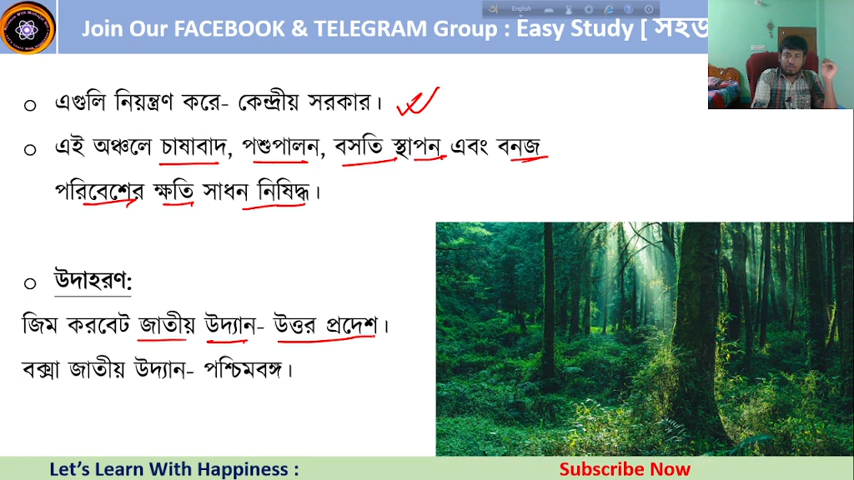 Join Our FACEBOOK & TELEGRAM Group : Easy Study [ সহজ
English
এগুলি নিয়ন্ত্রণ করে- কেন্দ্রীয় সরকার।
এই অঞ্চলে চাষাবাদ, পশুপালন, বসতি স্থাপন এবং বনজ
পরিবেশের ক্ষতি সাধন নিষিদ্ধ।
উদাহরণ:
জিম করবেট জাতীয় উদ্যান- উত্তর প্রদেশ।
বক্সা জাতীয় উদ্যান- পশ্চিমবঙ্গ।
Let's Learn With Happiness :
Subscribe Now